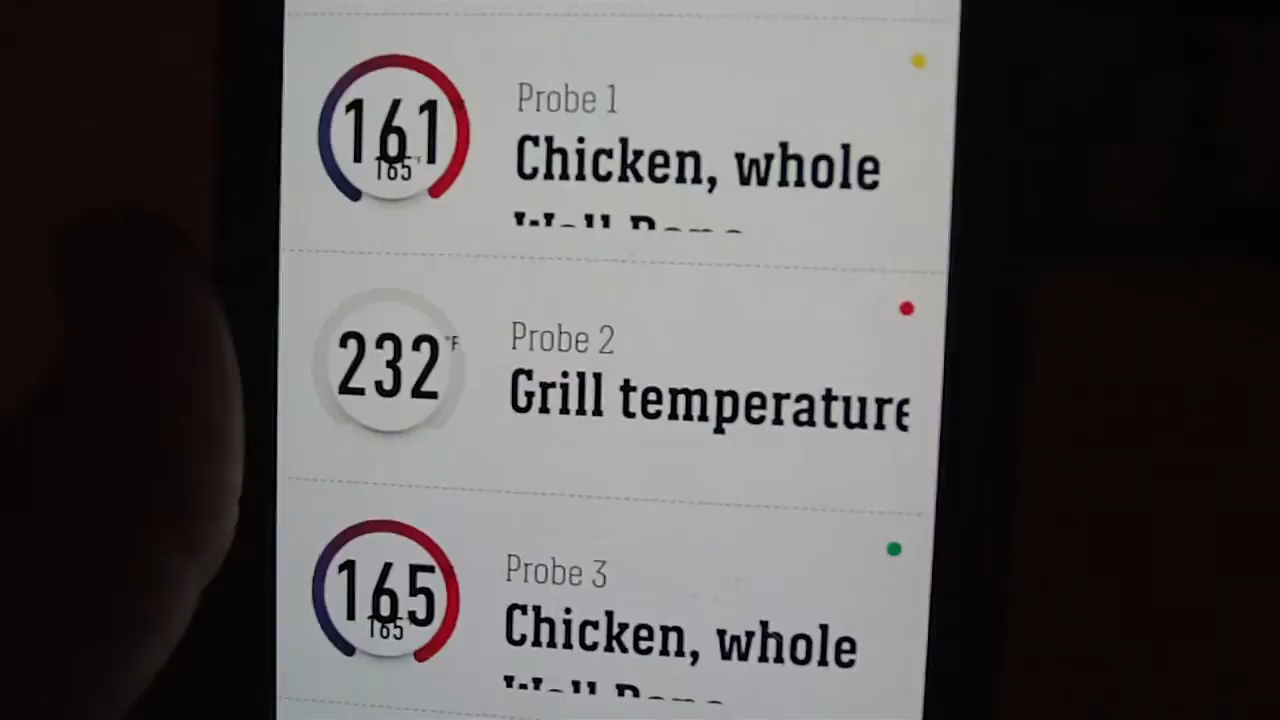 Probe 1
161
165°F
Chicken, whole
Probe 2
232°F
Grill temperature
Probe 3
165
165°
Chicken, whole